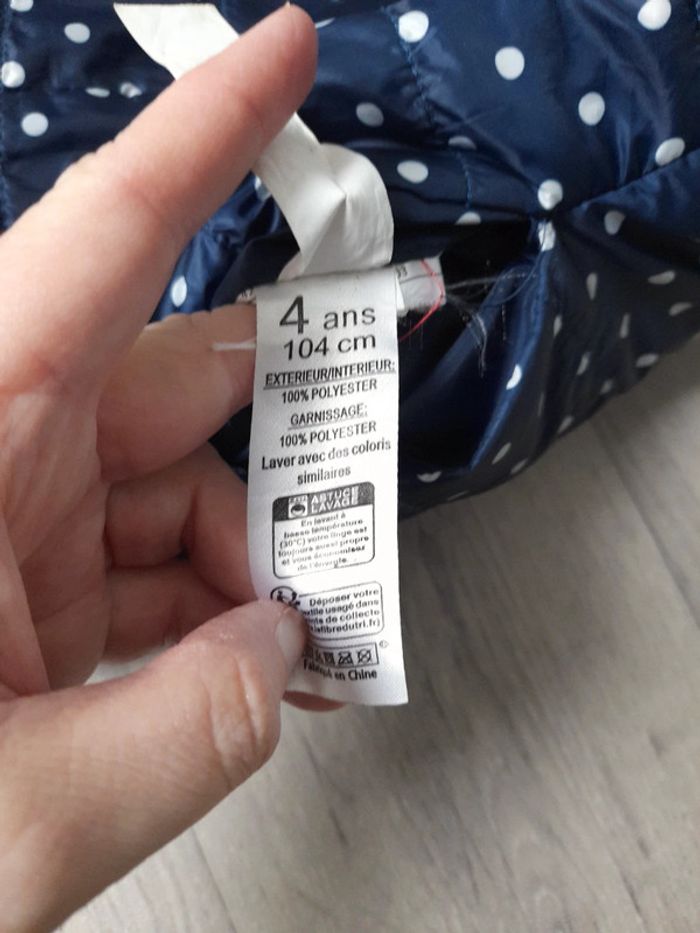 4 ans
104 cm
EXTERIEUR/INTERIEUR:
100% POLYESTER
GARNISSAGE:
100% POLYESTER
Laver avec des coloris
similaires
ASTUCE
LAVAGE
En lavant à
basse température
(30°C) votre linge est
toujours aussi propre
et vous économisez
de l'énergie.
Déposer votre
usagé dans
de collecte
en Chine